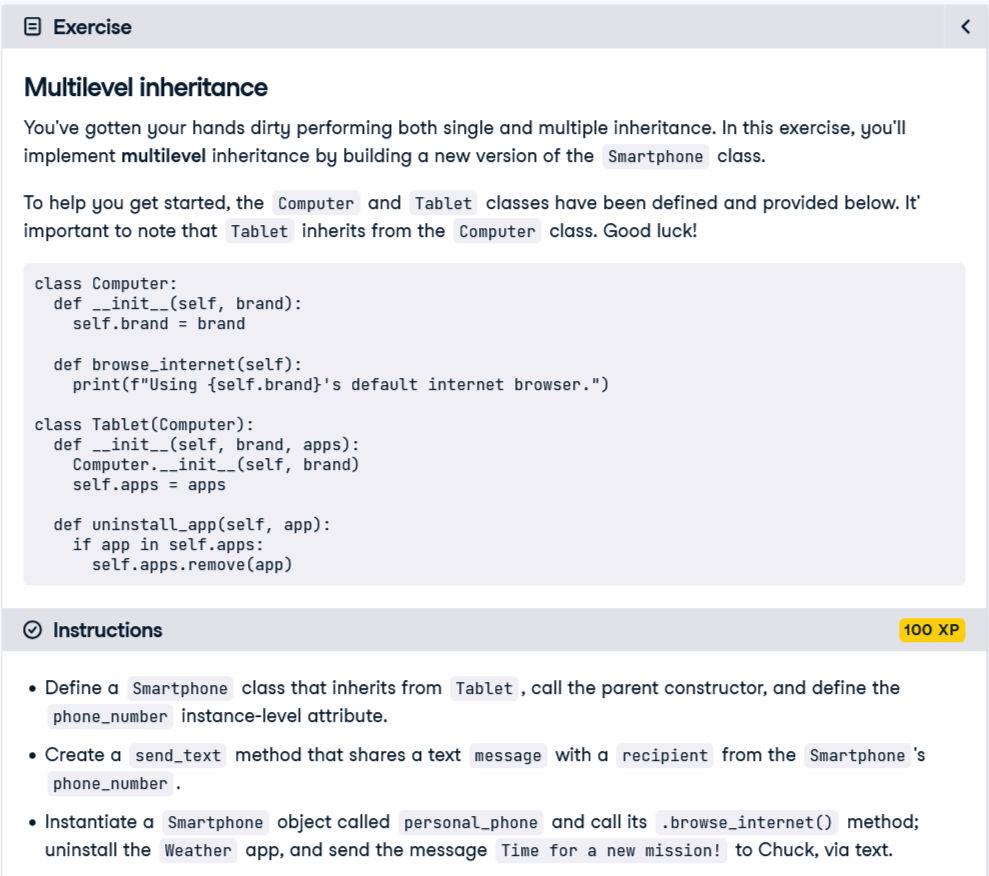 Exercise
Multilevel inheritance
You've gotten your hands dirty performing both single and multiple inheritance. In this exercise, you'll
implement multilevel inheritance by building a new version of the Smartphone class.
To help you get started, the Computer and Tablet classes have been defined and provided below. It'
important to note that Tablet inherits from the Computer class. Good luck!
class Computer:
  def __init__(self, brand):
    self.brand = brand
  def browse_internet(self):
    print(f"Using {self.brand}'s default internet browser.")
class Tablet(Computer):
  def __init__(self, brand, apps):
    Computer.__init__(self, brand)
    self.apps = apps
  def uninstall_app(self, app):
    if app in self.apps:
      self.apps.remove(app)
Instructions
100 XP
• Define a Smartphone class that inherits from Tablet, call the parent constructor, and define the
phone_number instance-level attribute.
• Create a send_text method that shares a text message with a recipient from the Smartphone's
phone_number.
• Instantiate a Smartphone object called personal_phone and call its .browse_internet() method;
uninstall the Weather app, and send the message Time for a new mission! to Chuck, via text.